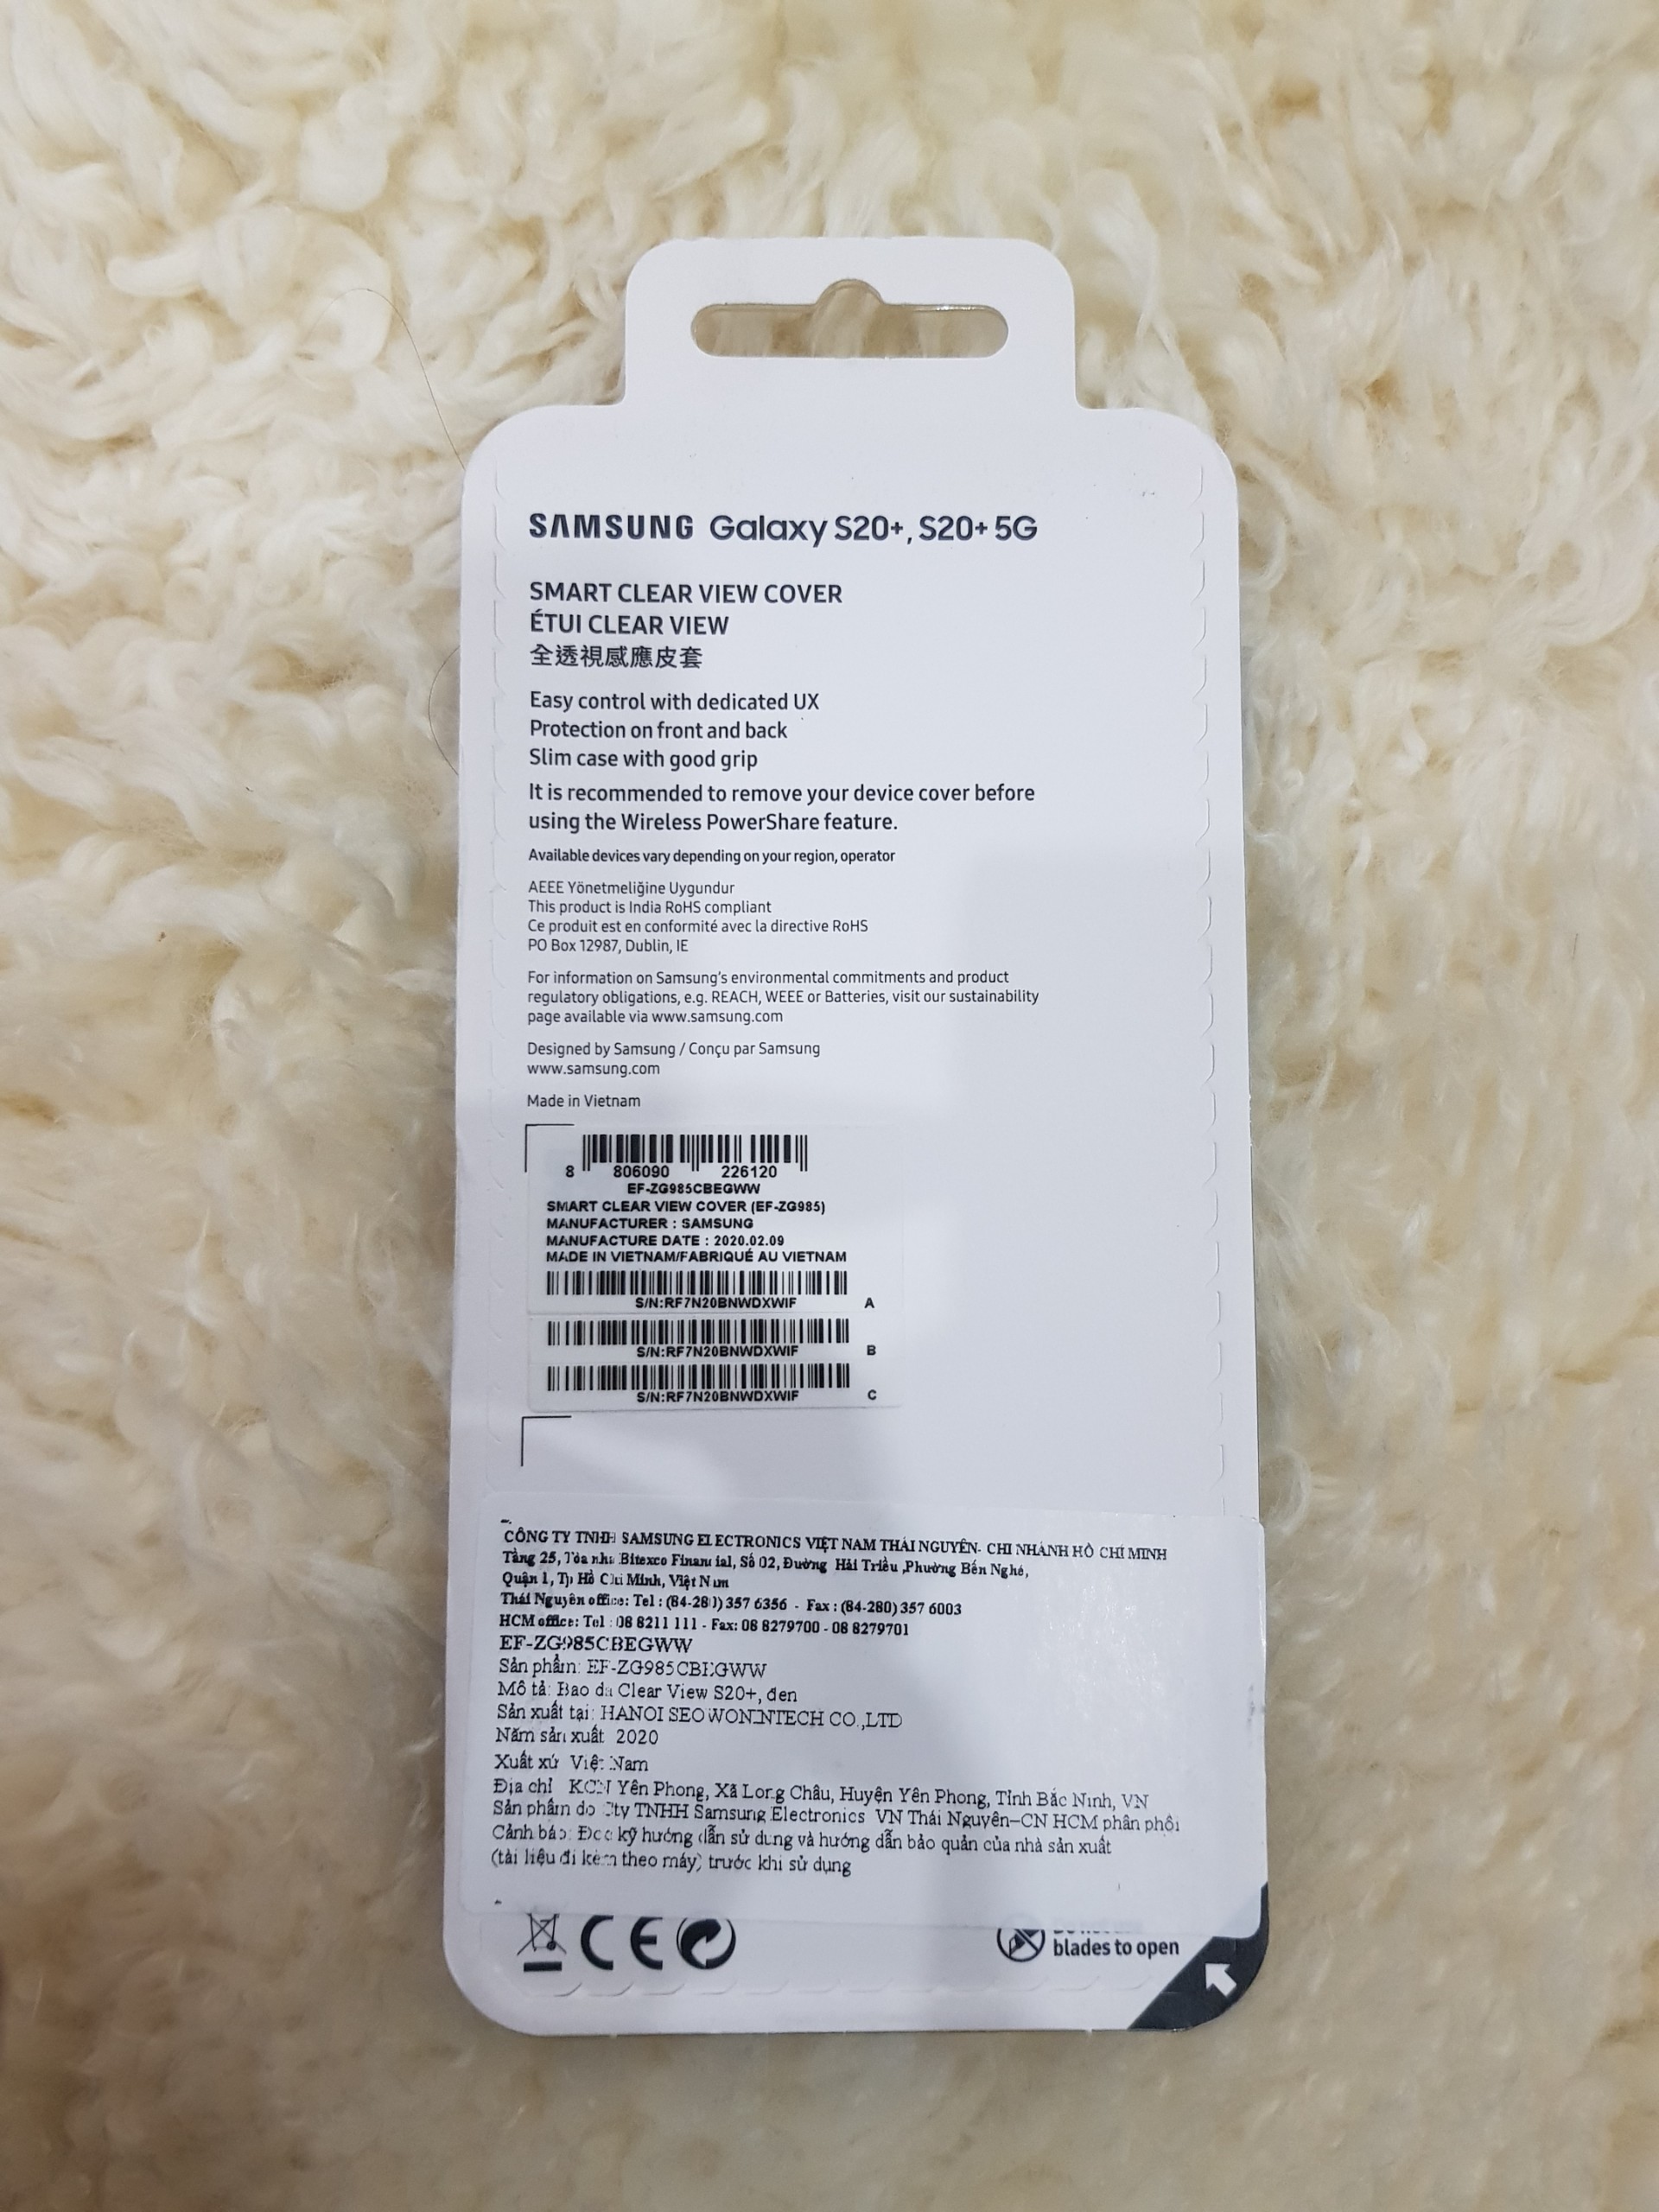 SAMSUNG Galaxy S20+, S20+ 5G
SMART CLEAR VIEW COVER
ÉTUI CLEAR VIEW
全透視感應皮套
Easy control with dedicated UX
Protection on front and back
Slim case with good grip
It is recommended to remove your device cover before
using the Wireless PowerShare feature.
Available devices vary depending on your region, operator
AEEE Yönetmeliğine Uygundur
This product is India RoHS compliant
Ce produit est en conformité avec la directive RoHS
PO Box 12987, Dublin, IE
For information on Samsung's environmental commitments and product
regulatory obligations, e.g. REACH, WEEE or Batteries, visit our sustainability
page available via www.samsung.com
Designed by Samsung / Conçu par Samsung
www.samsung.com
Made in Vietnam
8 806090 226120
EF-ZG985CBEGWW
SMART CLEAR VIEW COVER (EF-ZG985)
MANUFACTURER : SAMSUNG
MANUFACTURE DATE : 2020.02.09
MADE IN VIETNAM/FABRIQUÉ AU VIETNAM
S/N:RF7N20BNWDXWIF A
S/N:RF7N20BNWDXWIF B
S/N:RF7N20BNWDXWIF C
CÔNG TY TNHH SAMSUNG ELECTRONICS VIỆT NAM THÁI NGUYÊN- CHI NHÁNH HỒ CHÍ MINH
Tầng 25, Tòa nhà Bitexco Financial, Số 02, Đường Hải Triều ,Phường Bến Nghé,
Quận 1, Tp Hồ Chí Minh, Việt Nam
Thái Nguyên office: Tel : (84-280) 357 6356 - Fax : (84-280) 357 6003
HCM office: Tel : 08 8211 111 - Fax: 08 8279700 - 08 8279701
EF-ZG985CBEGWW
Sản phẩm: EF-ZG985CBEGWW
Mô tả: Bao da Clear View S20+, đen
Sản xuất tại: HANOI SEOWONINTECH CO.,LTD
Năm sản xuất 2020
Xuất xứ Việt Nam
Địa chỉ KCN Yên Phong, Xã Long Châu, Huyện Yên Phong, Tỉnh Bắc Ninh, VN
Sản phẩm do Cty TNHH Samsung Electronics VN Thái Nguyên–CN HCM phân phối
Cảnh báo: Đọc kỹ hướng dẫn sử dụng và hướng dẫn bảo quản của nhà sản xuất
(tài liệu đi kèm theo máy) trước khi sử dụng
CE
blades to open